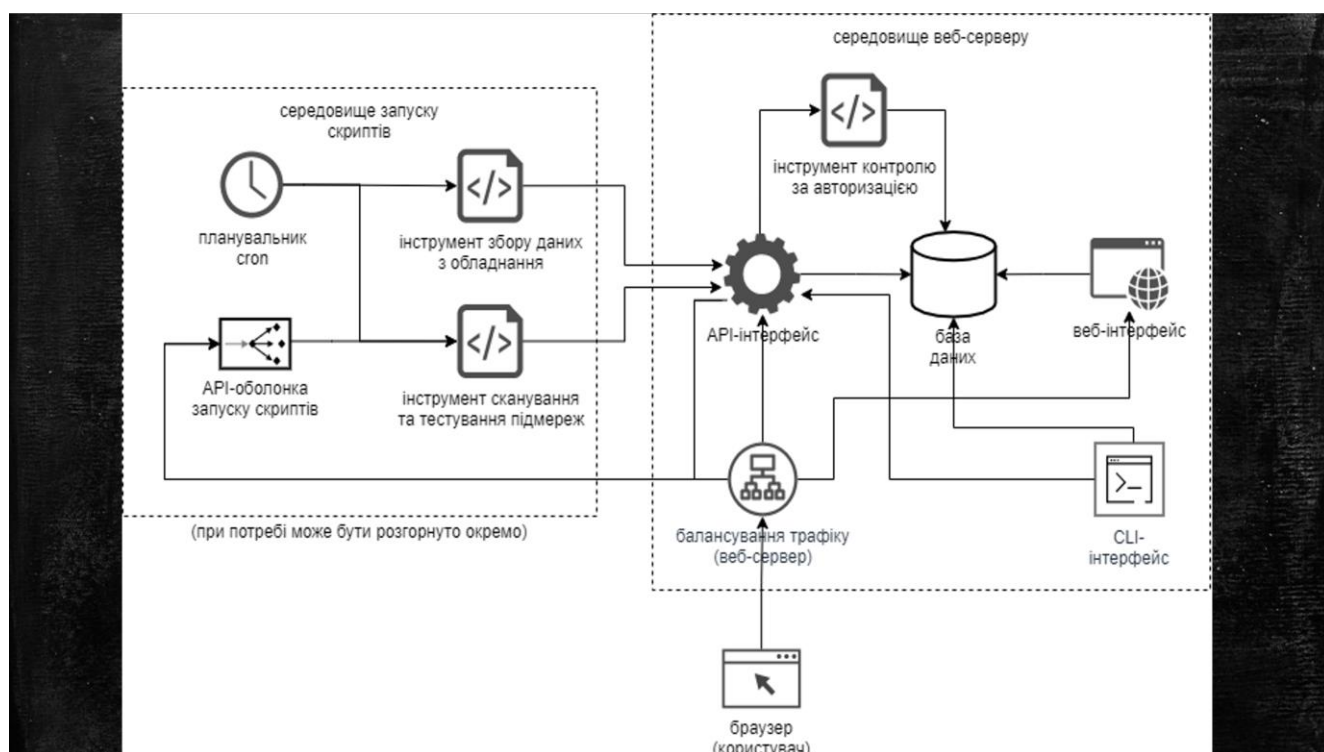 середовище веб-серверу
середовище запуску
скриптів
інструмент контролю
за авторизацією
планувальник
cron
інструмент збору даних
з обладнання
API-інтерфейс
база
даних
веб-інтерфейс
API-оболонка
запуску скриптів
інструмент сканування
та тестування підмереж
(при потребі може бути розгорнуто окремо)
балансування трафіку
(веб-сервер)
CLI-
інтерфейс
браузер
(користувач)